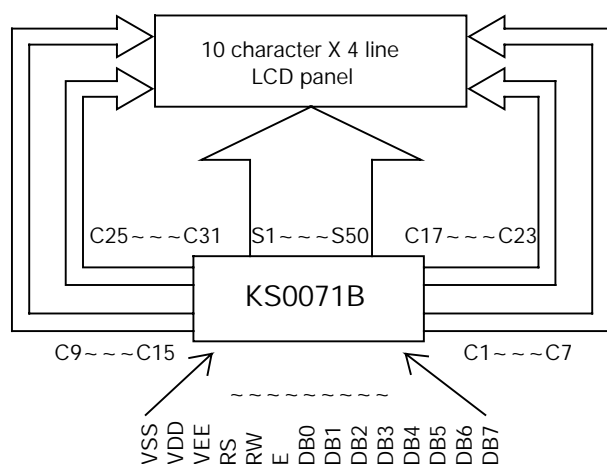 10 character X 4 line
LCD panel
C25~~~C31
S1~~~S50
C17~~~C23
KS0071B
C9~~~C15
C1~~~C7
~~~~~~~~~
VSS
VDD
VEE
RS
RW
E
DB0
DB1
DB2
DB3
DB4
DB5
DB6
DB7